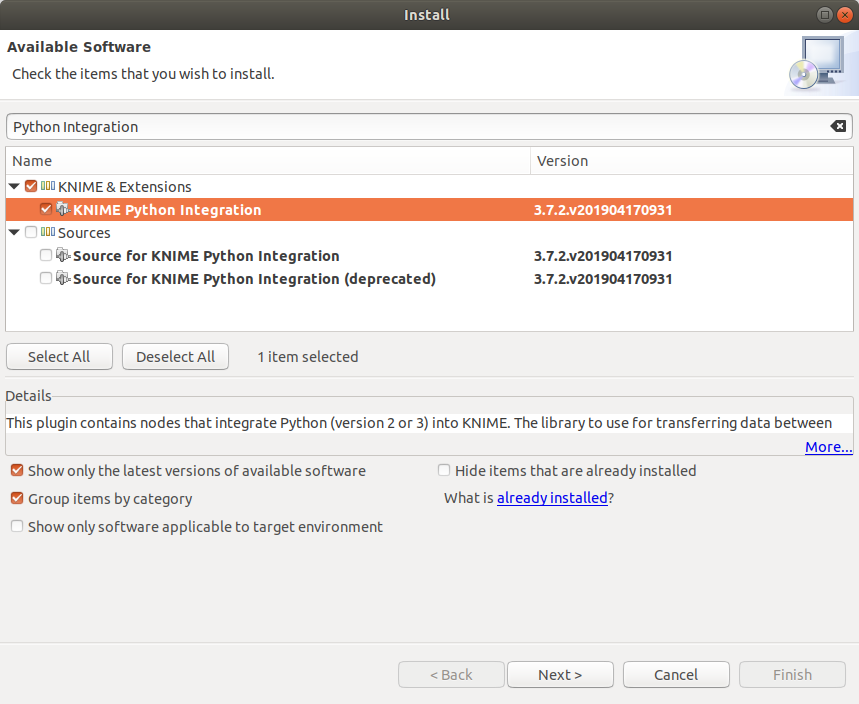 Install
Available Software
Check the items that you wish to install.
Python Integration
Name Version
KNIME & Extensions
KNIME Python Integration 3.7.2.v201904170931
Sources
Source for KNIME Python Integration 3.7.2.v201904170931
Source for KNIME Python Integration (deprecated) 3.7.2.v201904170931
Select All Deselect All 1 item selected
Details
This plugin contains nodes that integrate Python (version 2 or 3) into KNIME. The library to use for transferring data between
More...
Show only the latest versions of available software Hide items that are already installed
Group items by category What is already installed?
Show only software applicable to target environment
< Back Next > Cancel Finish